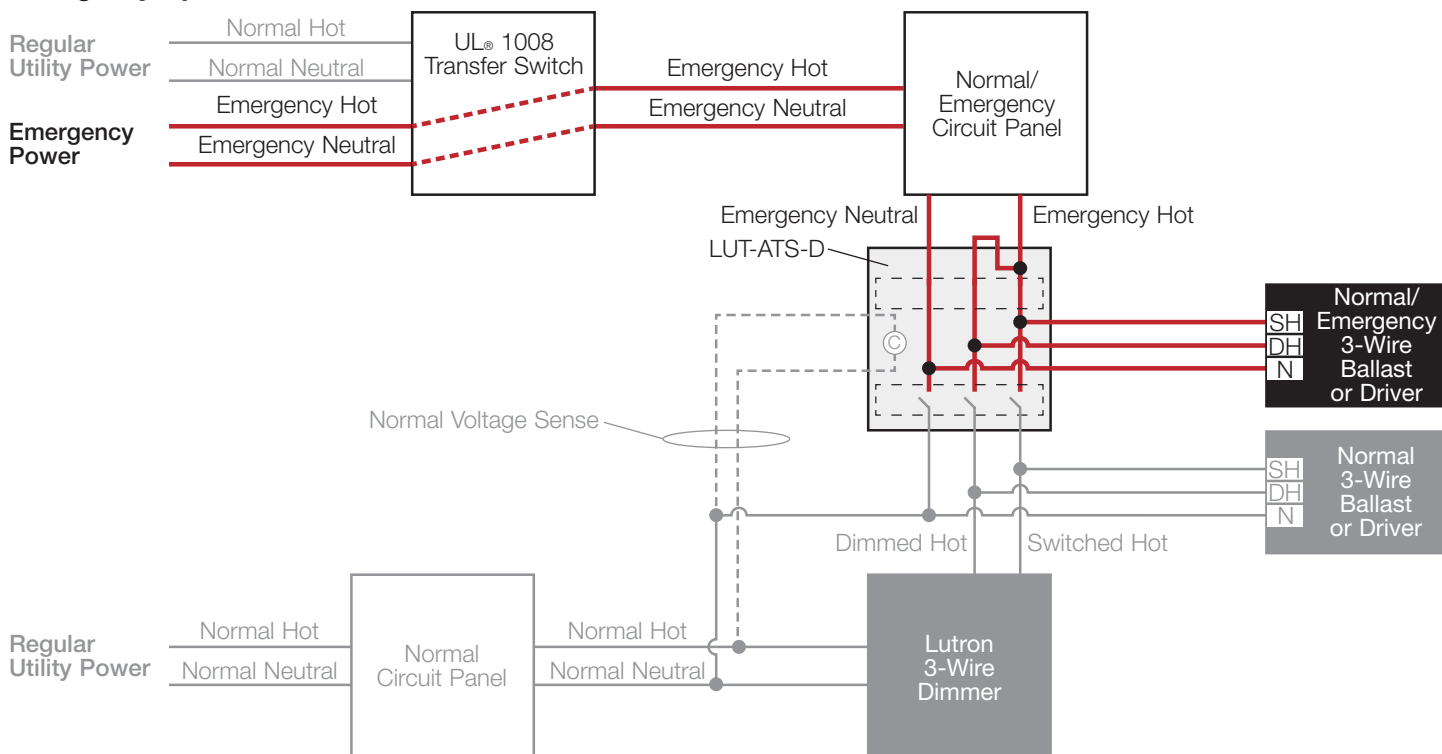 Regular
Utility Power
Normal Hot
Normal Neutral
Emergency
Power
Emergency Hot
Emergency Neutral
UL® 1008
Transfer Switch
Emergency Hot
Emergency Neutral
Normal/
Emergency
Circuit Panel
Emergency Neutral
Emergency Hot
LUT-ATS-D
C
SH
DH
N
Normal/
Emergency
3-Wire
Ballast
or Driver
Normal Voltage Sense
SH
DH
N
Normal
3-Wire
Ballast
or Driver
Dimmed Hot
Switched Hot
Regular
Utility Power
Normal Hot
Normal Neutral
Normal
Circuit Panel
Normal Hot
Normal Neutral
Lutron
3-Wire
Dimmer